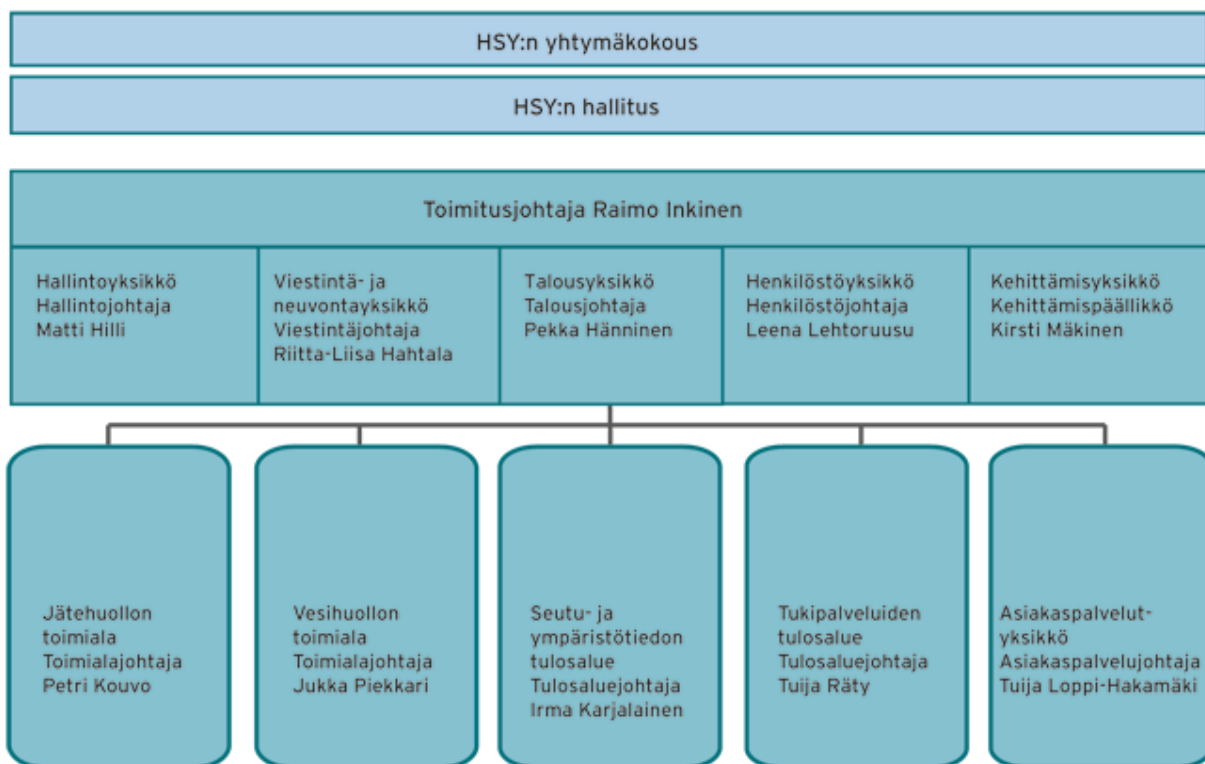 HSY:n yhtymäkokous
HSY:n hallitus
Toimitusjohtaja Raimo Inkinen
Hallintoyksikkö
Hallintojohtaja
Matti Hilli
Viestintä- ja
neuvontayksikkö
Viestintäjohtaja
Riitta-Liisa Hahtala
Talousyksikkö
Talousjohtaja
Pekka Hänninen
Henkilöstöyksikkö
Henkilöstöjohtaja
Leena Lehtoruusu
Kehittämisyksikkö
Kehittämispäällikkö
Kirsti Mäkinen
Jätehuollon
toimiala
Toimialajohtaja
Petri Kouvo
Vesihuollon
toimiala
Toimialajohtaja
Jukka Piekkari
Seutu- ja
ympäristötiedon
tulosalue
Tulosaluejohtaja
Irma Karjalainen
Tukipalveluiden
tulosalue
Tulosaluejohtaja
Tuija Räty
Asiakaspalvelut-
yksikkö
Asiakaspalvelujohtaja
Tuija Loppi-Hakamäki